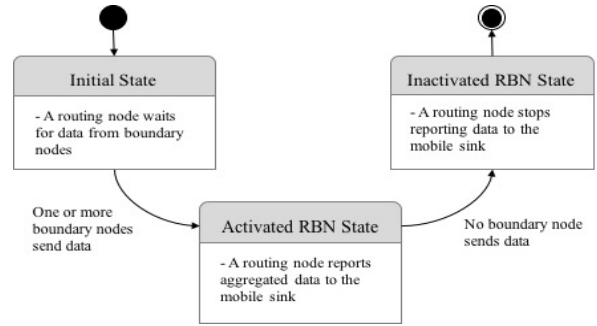 Initial State
- A routing node waits
for data from boundary
nodes
Inactivated RBN State
- A routing node stops
reporting data to the
mobile sink
One or more
boundary nodes
send data
Activated RBN State
- A routing node reports
aggregated data to the
mobile sink
No boundary node
sends data